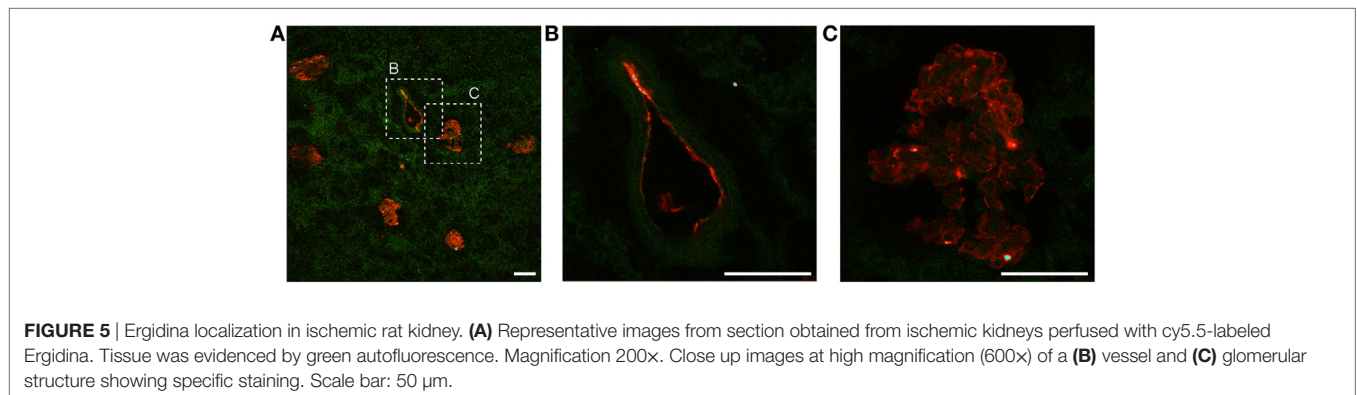 A
B
C
B
C
FIGURE 5 | Ergidina localization in ischemic rat kidney. (A) Representative images from section obtained from ischemic kidneys perfused with cy5.5-labeled
Ergidina. Tissue was evidenced by green autofluorescence. Magnification 200×. Close up images at high magnification (600×) of a (B) vessel and (C) glomerular
structure showing specific staining. Scale bar: 50 µm.